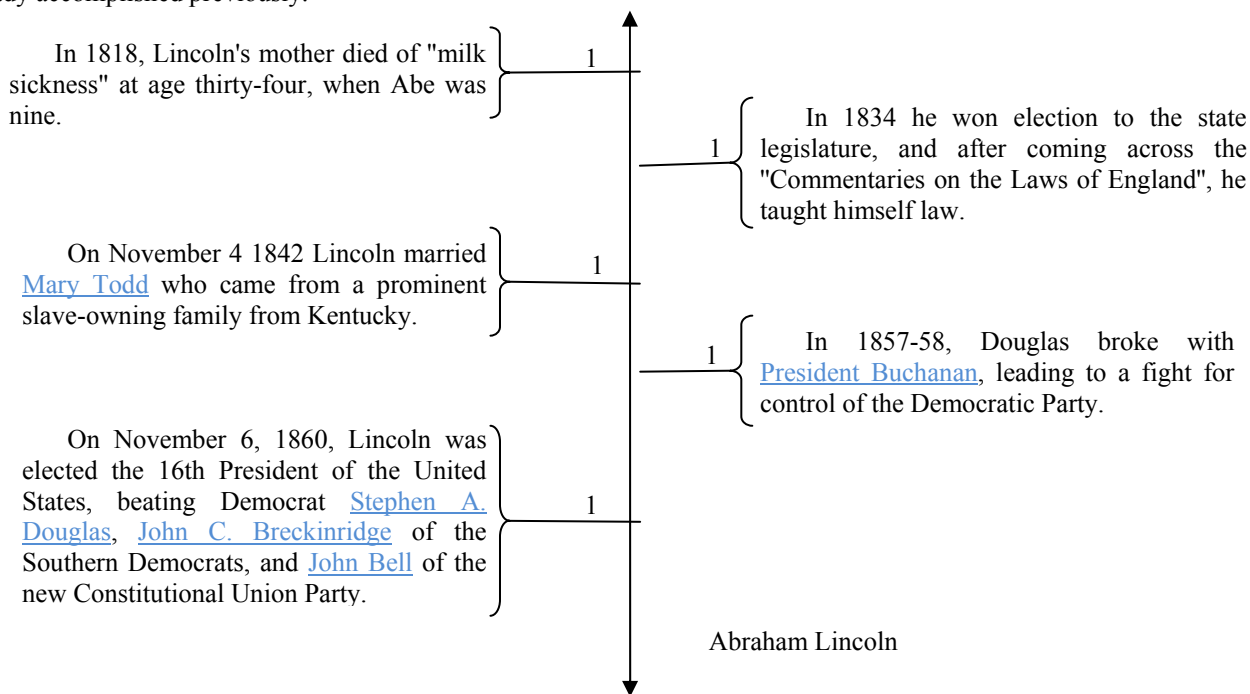 dy accomplished previously.
In 1818, Lincoln's mother died of "milk
sickness" at age thirty-four, when Abe was
nine.
1
In 1834 he won election to the state
legislature, and after coming across the
"Commentaries on the Laws of England", he
taught himself law.
1
On November 4 1842 Lincoln married
Mary Todd who came from a prominent
slave-owning family from Kentucky.
1
In 1857-58, Douglas broke with
President Buchanan, leading to a fight for
control of the Democratic Party.
1
On November 6, 1860, Lincoln was
elected the 16th President of the United
States, beating Democrat Stephen A.
Douglas, John C. Breckinridge of the
Southern Democrats, and John Bell of the
new Constitutional Union Party.
1
Abraham Lincoln